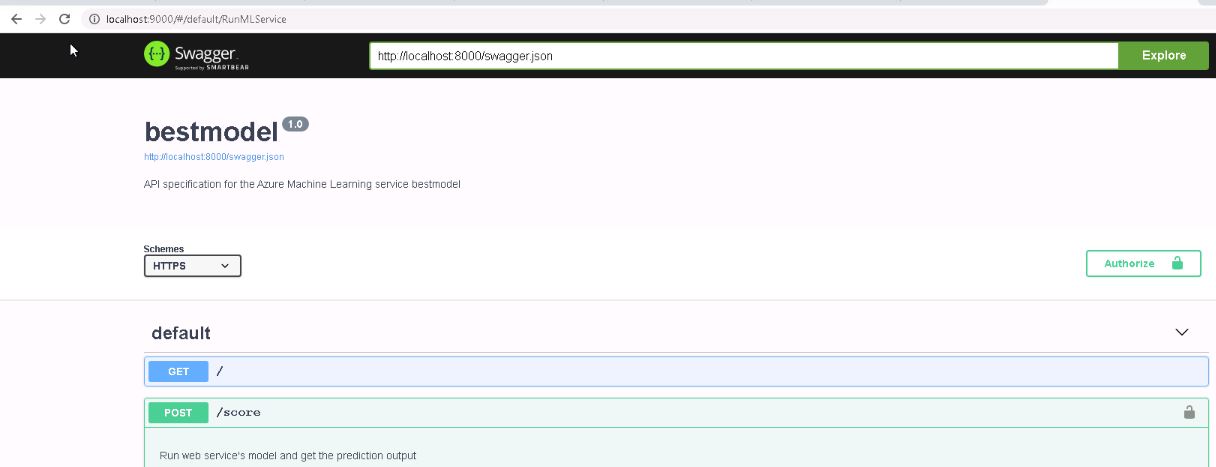 localhost:9000/#/default/RunMLService
Swagger
Supported by SMARTBEAR
http://localhost:8000/swagger.json
Explore
bestmodel 1.0
http://localhost:8000/swagger.json
API specification for the Azure Machine Learning service bestmodel
Schemes
HTTPS
Authorize
default
GET /
POST /score
Run web service's model and get the prediction output